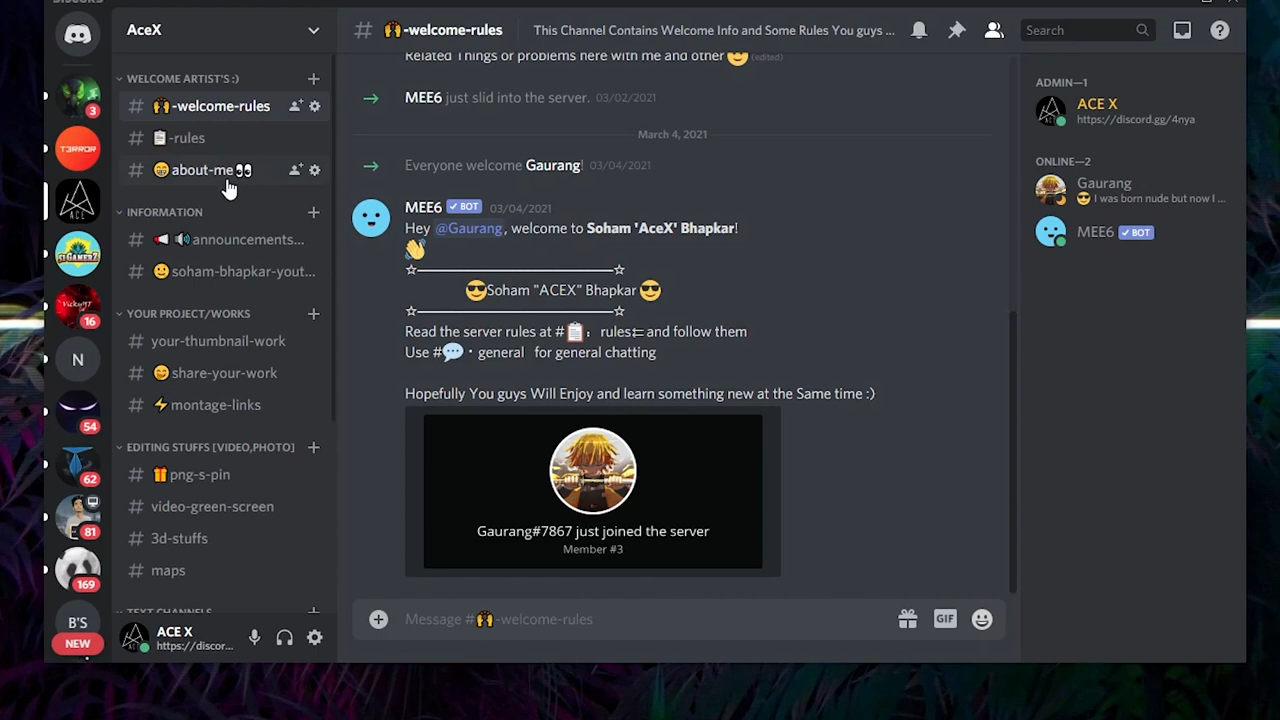 AceX
WELCOME ARTIST'S :)
# 🙌-welcome-rules
# 📋-rules
# 😁about-me👀
INFORMATION
# 📢🔊announcements...
# 🙂soham-bhapkar-yout...
YOUR PROJECT/WORKS
# your-thumbnail-work
# 😄share-your-work
# ⚡montage-links
EDITING STUFFS [VIDEO,PHOTO]
# 🎁png-s-pin
# video-green-screen
# 3d-stuffs
# maps
TEXT CHANNELS
ACE X
https://discor...
3
T3RROR
ACE
16
N
54
62
81
169
B'S
NEW
# 🙌-welcome-rules
This Channel Contains Welcome Info and Some Rules You guys ...
Search
Related Things or problems here with me and other 😎 (edited)
MEE6 just slid into the server. 03/02/2021
March 4, 2021
Everyone welcome Gaurang! 03/04/2021
MEE6 BOT 03/04/2021
Hey @Gaurang, welcome to Soham 'AceX' Bhapkar!
👋
☆────────────────────☆
😎Soham "ACEX" Bhapkar 😎
☆────────────────────☆
Read the server rules at #📋： rules⚟ and follow them
Use #💬・general for general chatting
Hopefully You guys Will Enjoy and learn something new at the Same time :)
Gaurang#7867 just joined the server
Member #3
Message #🙌-welcome-rules
GIF
ADMIN—1
ACE X
https://discord.gg/4nya
ONLINE—2
Gaurang
😎 I was born nude but now I ...
MEE6 BOT